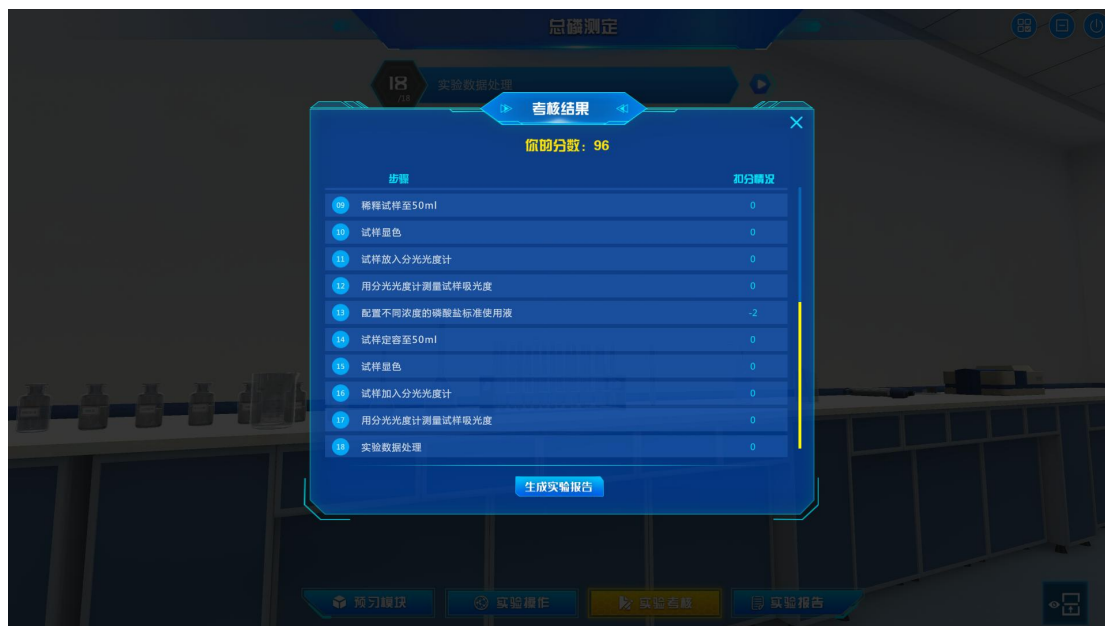 总磷测定
18
/18
实验数据处理
考核结果
你的分数：96
步骤 扣分情况
09 稀释试样至50ml 0
10 试样显色 0
11 试样放入分光光度计 0
12 用分光光度计测量试样吸光度 0
13 配置不同浓度的磷酸盐标准使用液 -2
14 试样定容至50ml 0
15 试样显色 0
16 试样加入分光光度计 0
17 用分光光度计测量试样吸光度 0
18 实验数据处理 0
生成实验报告
预习模块 实验操作 实验考核 实验报告